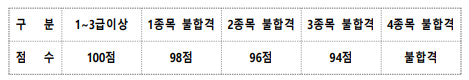 구 분 1~3급이상 1종목 불합격 2종목 불합격 3종목 불합격 4종목 불합격
점 수 100점 98점 96점 94점 불합격